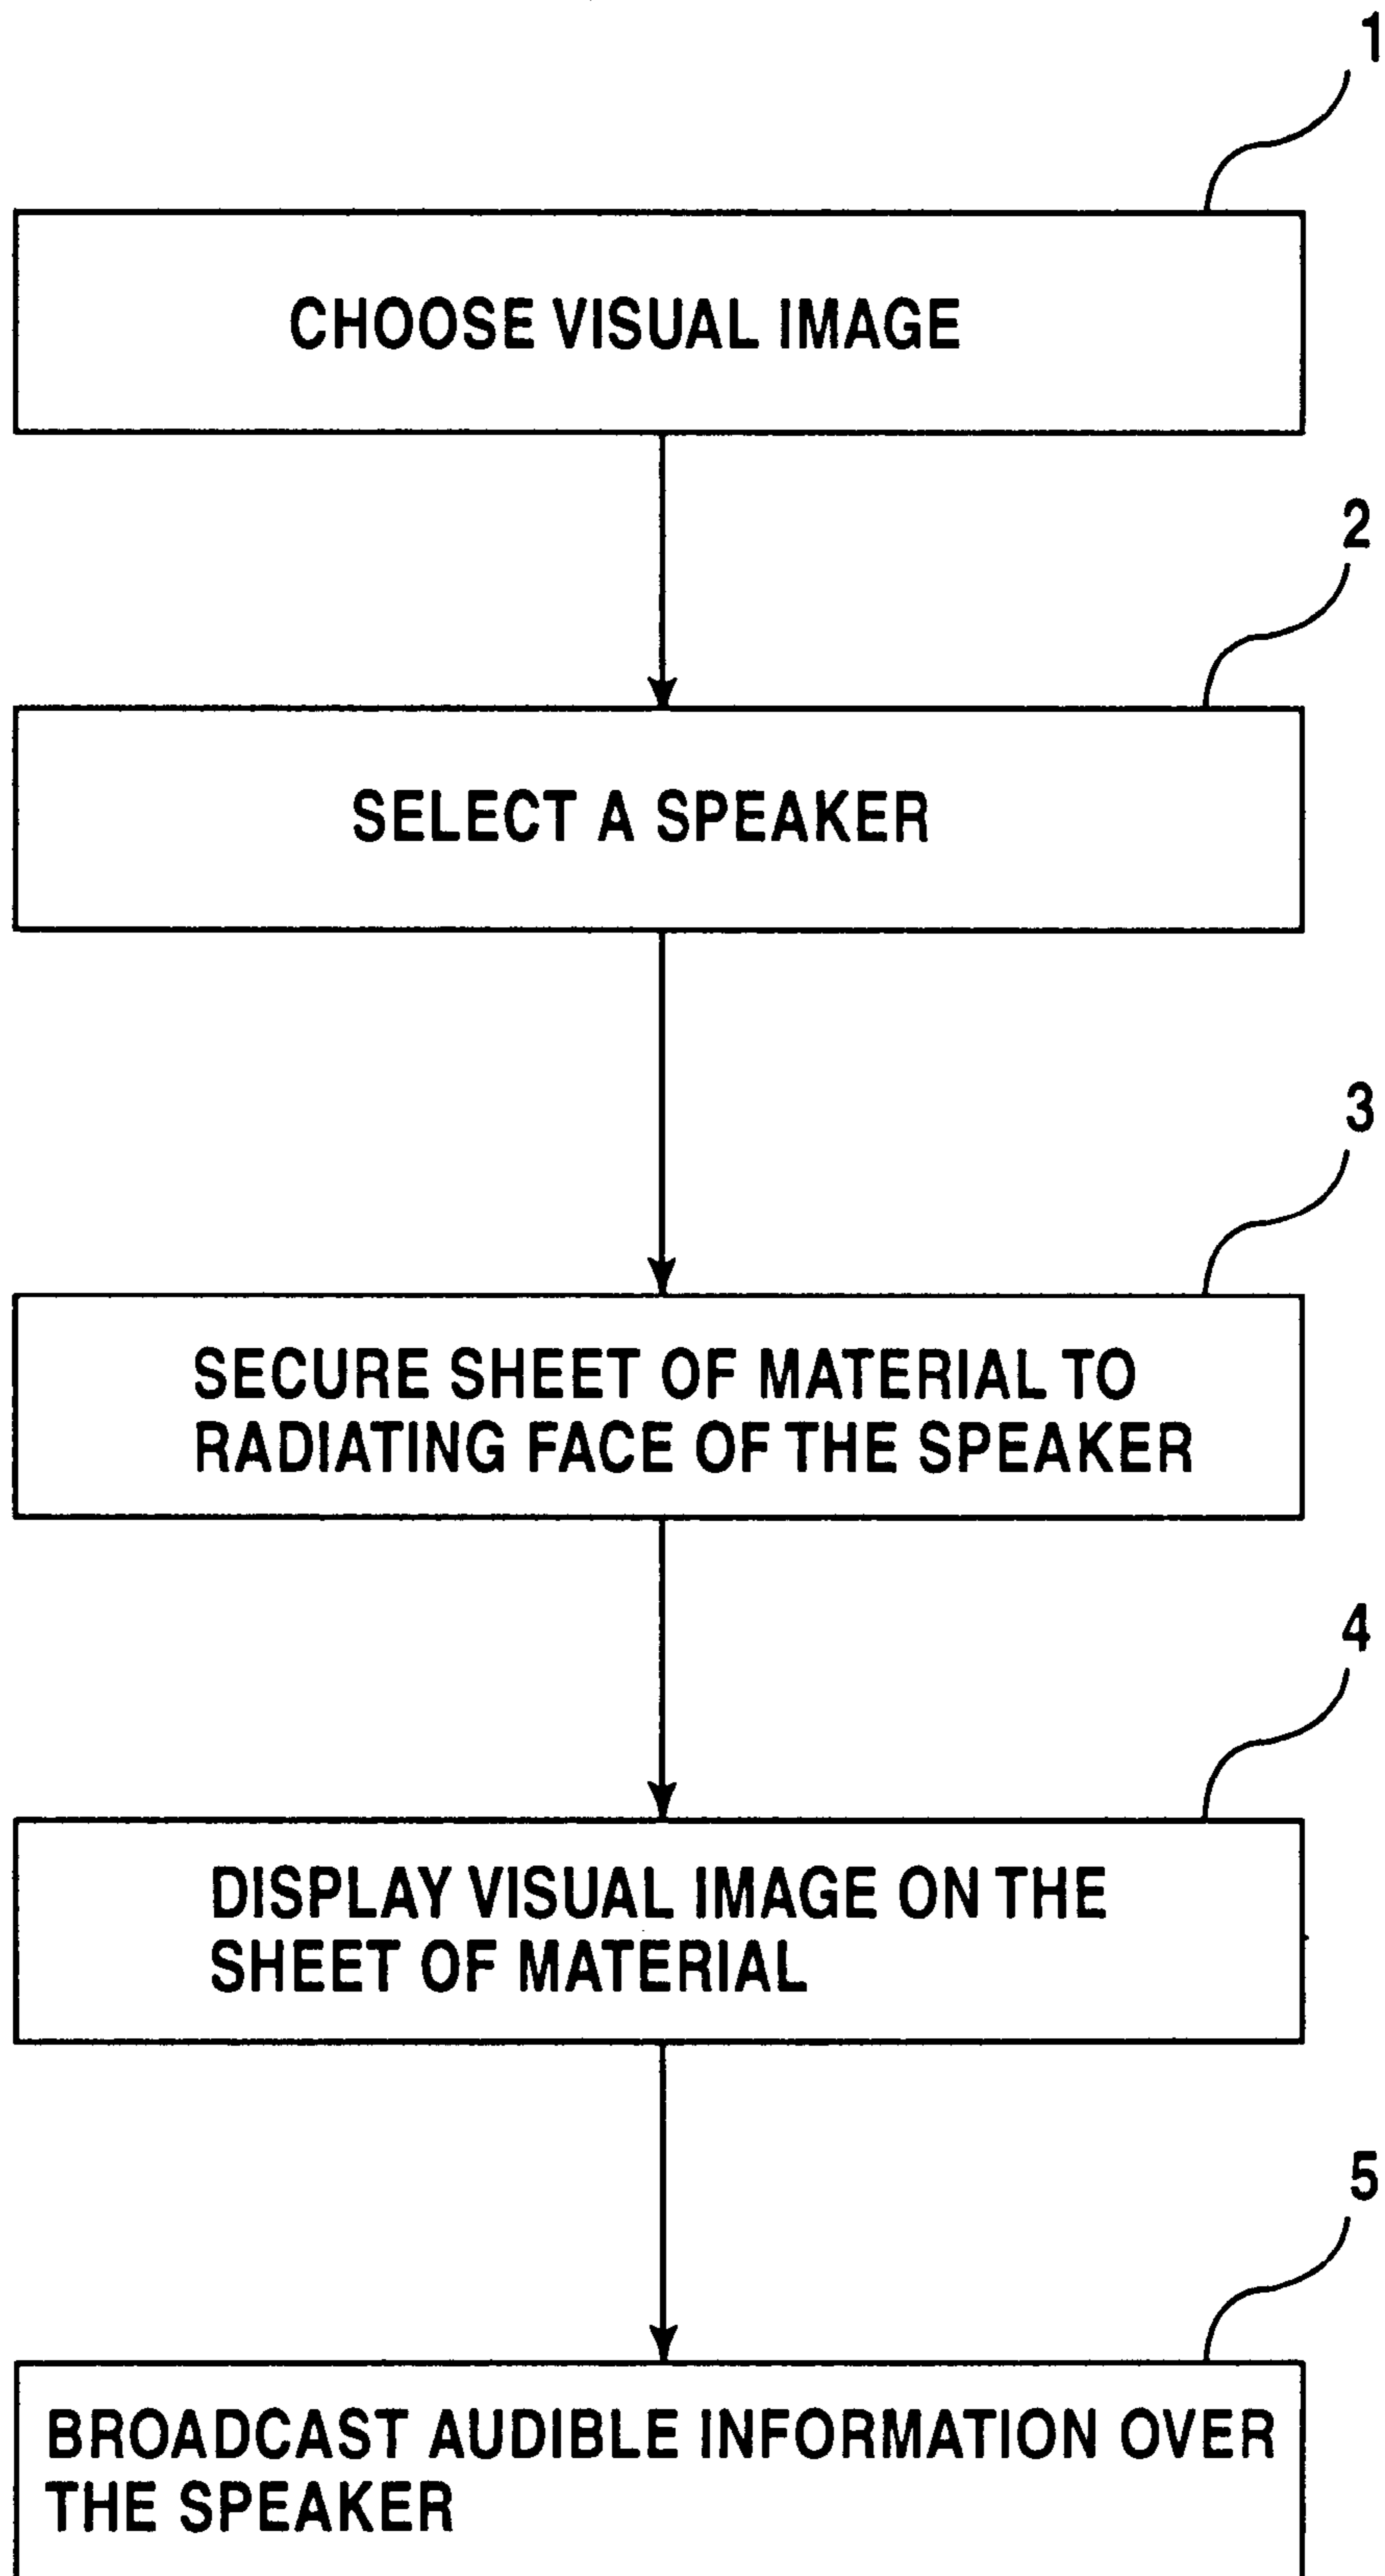 1
CHOOSE VISUAL IMAGE
2
SELECT A SPEAKER
3
SECURE SHEET OF MATERIAL TO
RADIATING FACE OF THE SPEAKER
4
DISPLAY VISUAL IMAGE ON THE
SHEET OF MATERIAL
5
BROADCAST AUDIBLE INFORMATION OVER
THE SPEAKER